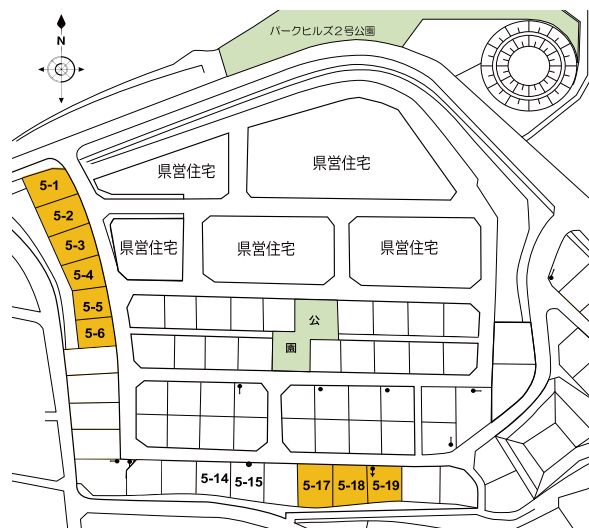 パークヒルズ2号公園
N
県営住宅
県営住宅
5-1
5-2
5-3
5-4
5-5
5-6
県営住宅
県営住宅
県営住宅
公
園
5-14
5-15
5-17
5-18
5-19